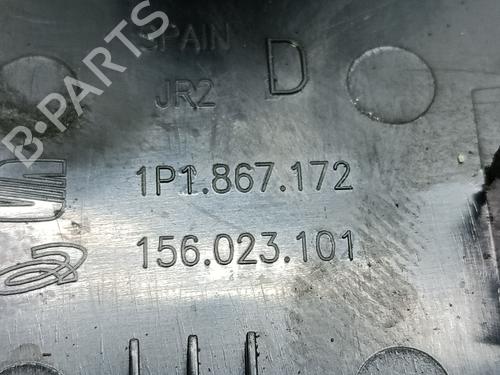 SPAIN
D
JR2
1P1.867.172
156.023.101
B-PARTS